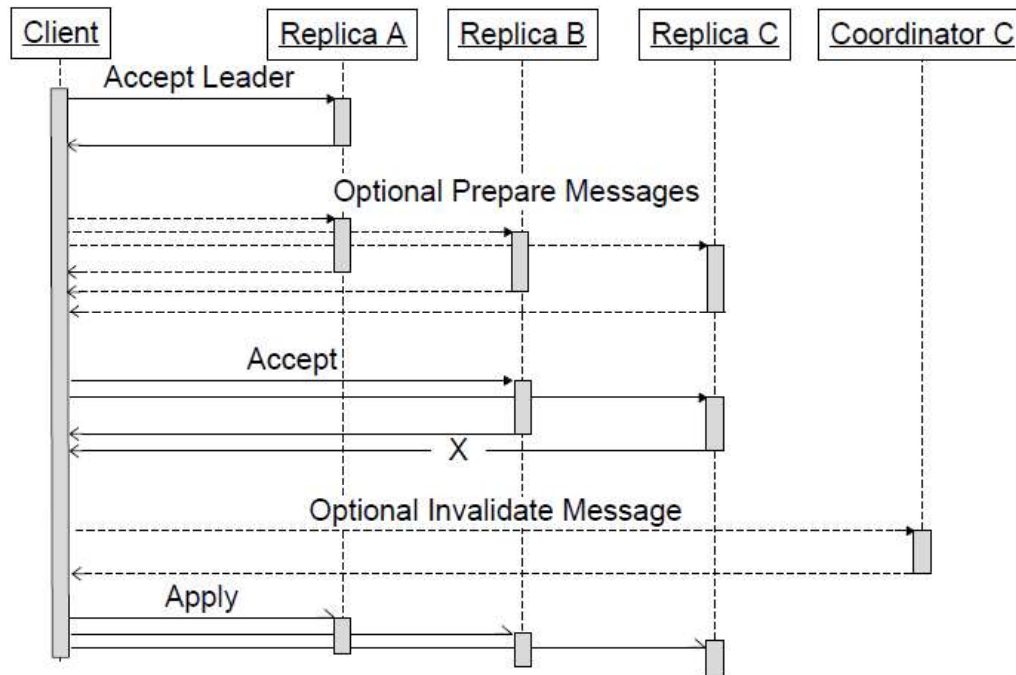 Client
Replica A
Replica B
Replica C
Coordinator C
Accept Leader
Optional Prepare Messages
Accept
X
Optional Invalidate Message
Apply